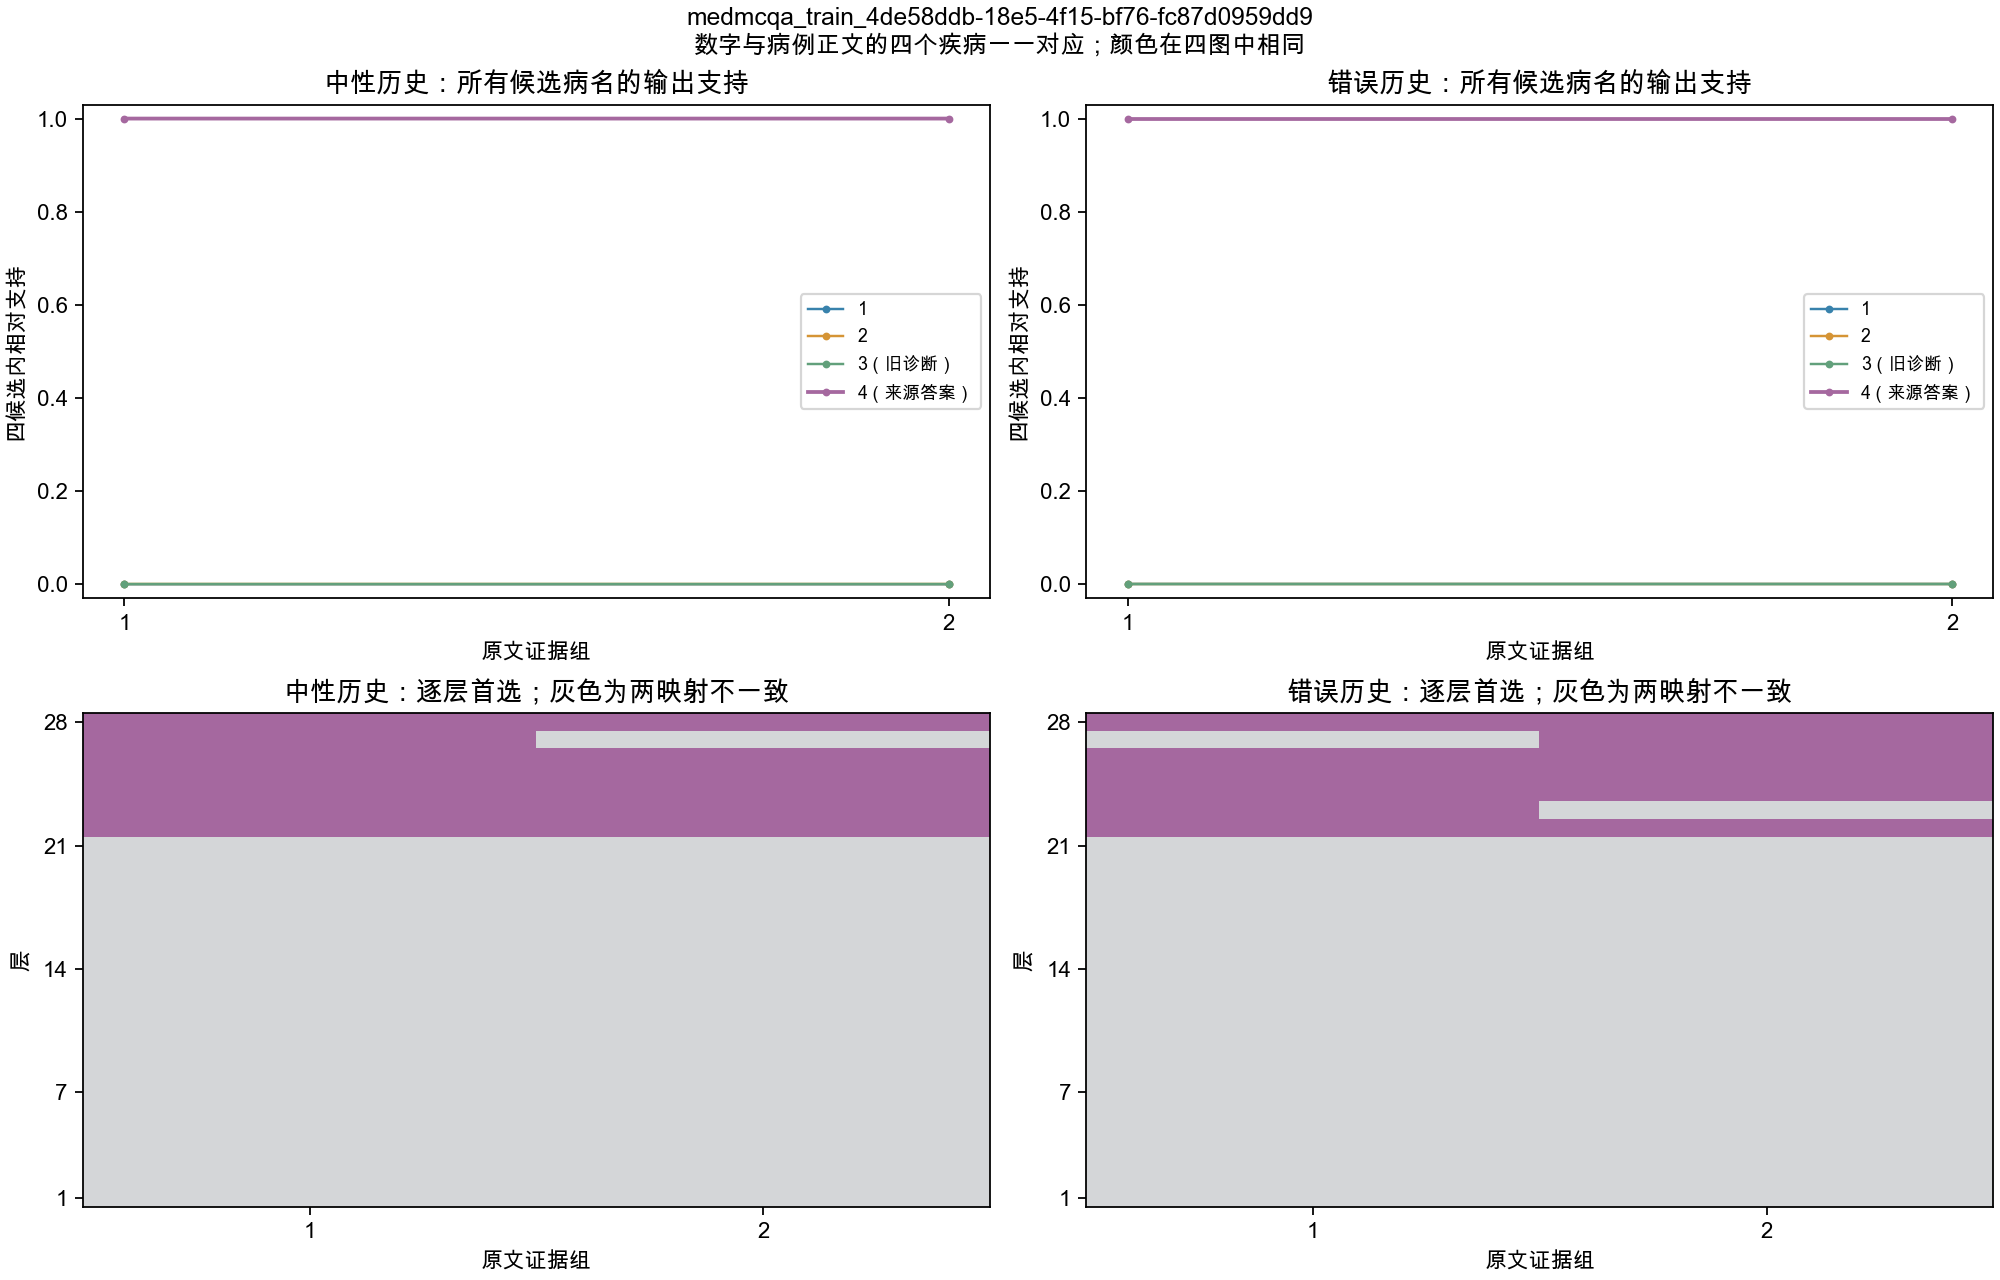 medmcqa_train_4de58ddb-18e5-4f15-bf76-fc87d0959dd9
数字与病例正文的四个疾病一一对应；颜色在四图中相同
中性历史：所有候选病名的输出支持
四候选内相对支持
1.0
0.8
0.6
0.4
0.2
0.0
1
2
3（旧诊断）
4（来源答案）
1
2
原文证据组
错误历史：所有候选病名的输出支持
四候选内相对支持
1.0
0.8
0.6
0.4
0.2
0.0
1
2
3（旧诊断）
4（来源答案）
1
2
原文证据组
中性历史：逐层首选；灰色为两映射不一致
层
28
21
14
7
1
1
2
原文证据组
错误历史：逐层首选；灰色为两映射不一致
层
28
21
14
7
1
1
2
原文证据组